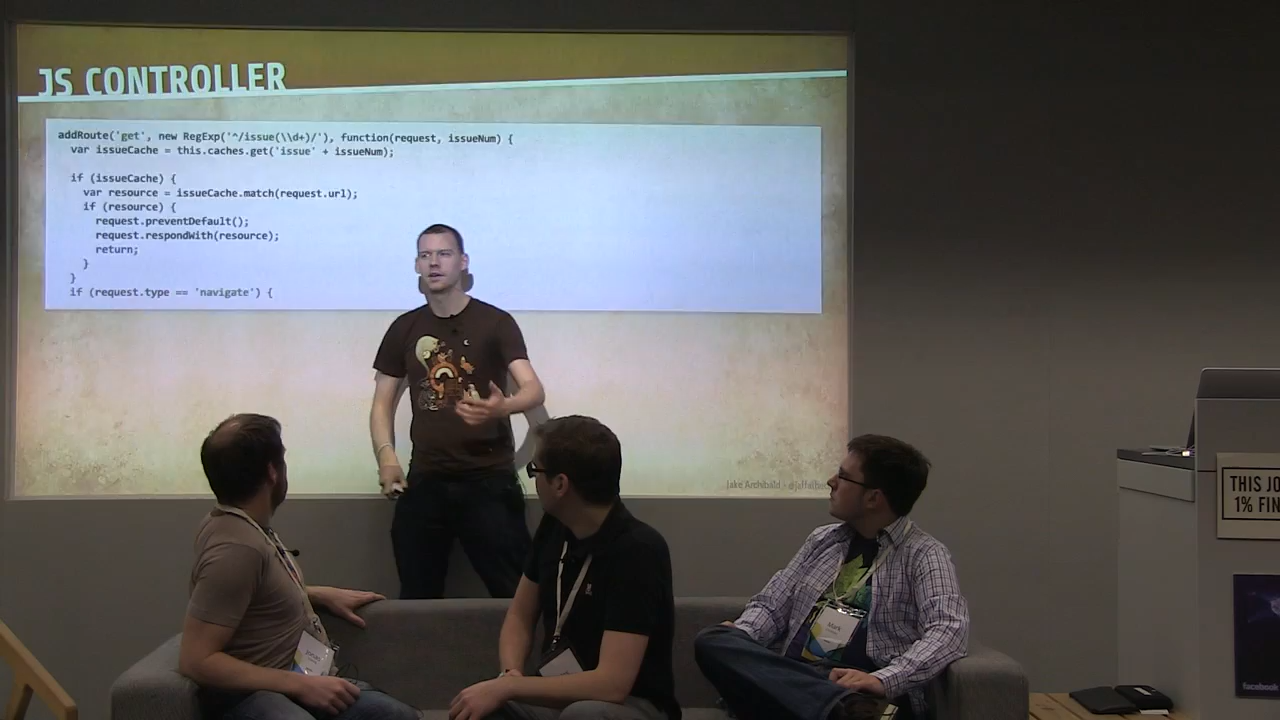 JS CONTROLLER
addRoute('get', new RegExp('^/issue(\\d+)/'), function(request, issueNum) {
var issueCache = this.caches.get('issue' + issueNum);
if (issueCache) {
var resource = issueCache.match(request.url);
if (resource) {
request.preventDefault();
request.respondWith(resource);
return;
}
}
if (request.type == 'navigate') {
Jake Archibald -
THIS JO
1% FIN
Mark
facebook